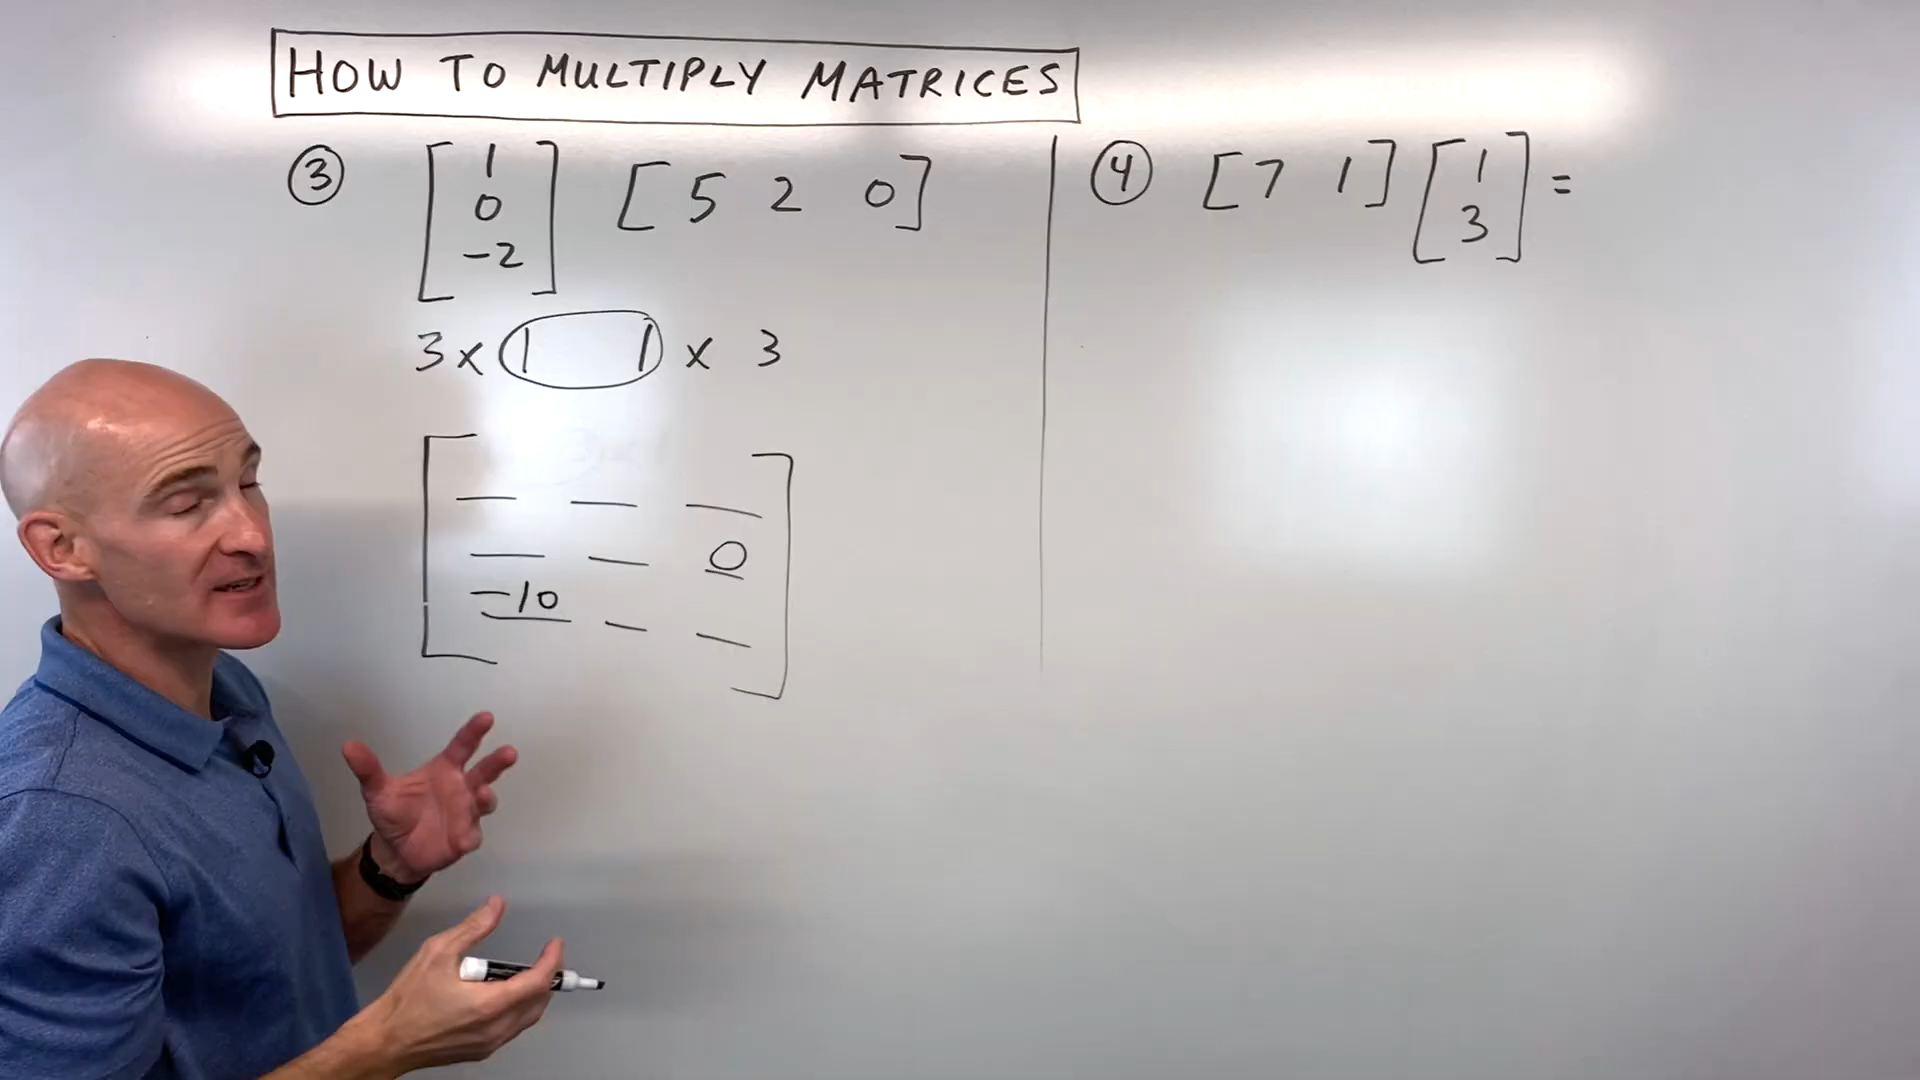 HOW TO MULTIPLY MATRICES
③ [ 1 ] [ 5 2 0 ]
0
-2
3 x 1 1 x 3
0
-10
④ [ 7 1 ] [ 1 ] =
3